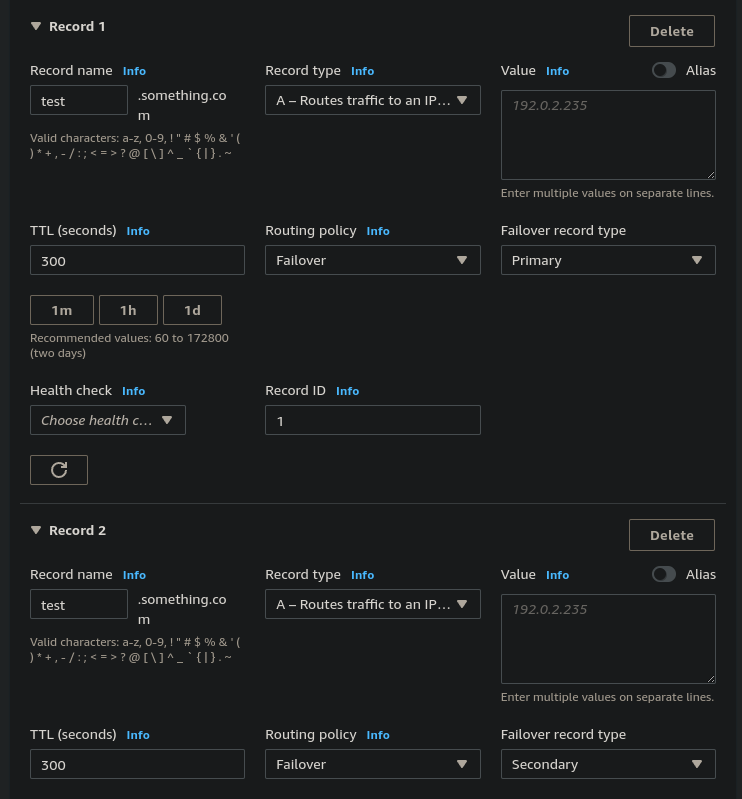 Record 1
Delete
Record name Info
Record type Info
Value Info
Alias
test
.something.co
m
A – Routes traffic to an IP…
192.0.2.235
Valid characters: a-z, 0-9, ! " # $ % & ' (
) * + , - / : ; < = > ? @ [ \ ] ^ _ ` { | } . ~
Enter multiple values on separate lines.
TTL (seconds) Info
Routing policy Info
Failover record type
300
Failover
Primary
1m
1h
1d
Recommended values: 60 to 172800
(two days)
Health check Info
Record ID Info
Choose health c…
1
Record 2
Delete
Record name Info
Record type Info
Value Info
Alias
test
.something.co
m
A – Routes traffic to an IP…
192.0.2.235
Valid characters: a-z, 0-9, ! " # $ % & ' (
) * + , - / : ; < = > ? @ [ \ ] ^ _ ` { | } . ~
Enter multiple values on separate lines.
TTL (seconds) Info
Routing policy Info
Failover record type
300
Failover
Secondary